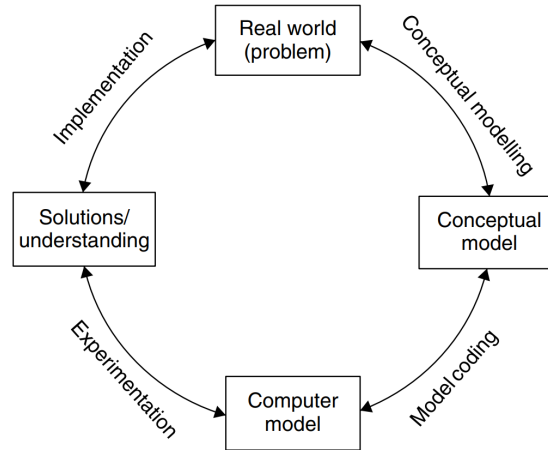 Real world
(problem)
Implementation
Conceptual modelling
Solutions/
understanding
Conceptual
model
Experimentation
Model coding
Computer
model